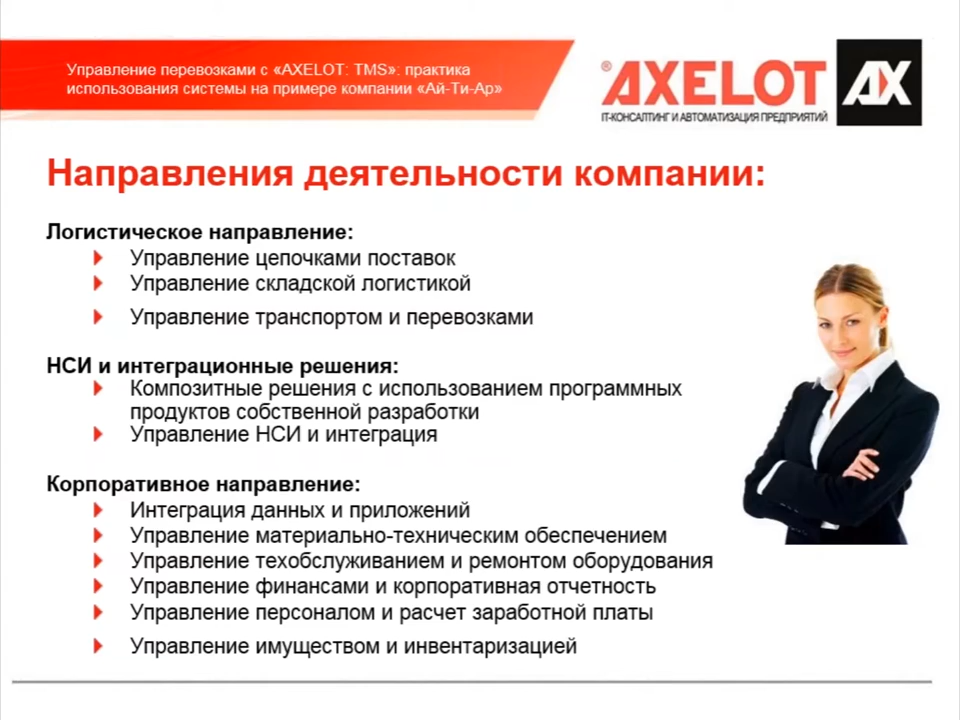 Управление перевозками с «AXELOT: TMS»: практика
использования системы на примере компании «Ай-Ти-Ар»
® AXELOT AX
IT-КОНСАЛТИНГ И АВТОМАТИЗАЦИЯ ПРЕДПРИЯТИЙ
Направления деятельности компании:
Логистическое направление:
Управление цепочками поставок
Управление складской логистикой
Управление транспортом и перевозками
НСИ и интеграционные решения:
Композитные решения с использованием программных
продуктов собственной разработки
Управление НСИ и интеграция
Корпоративное направление:
Интеграция данных и приложений
Управление материально-техническим обеспечением
Управление техобслуживанием и ремонтом оборудования
Управление финансами и корпоративная отчетность
Управление персоналом и расчет заработной платы
Управление имуществом и инвентаризацией